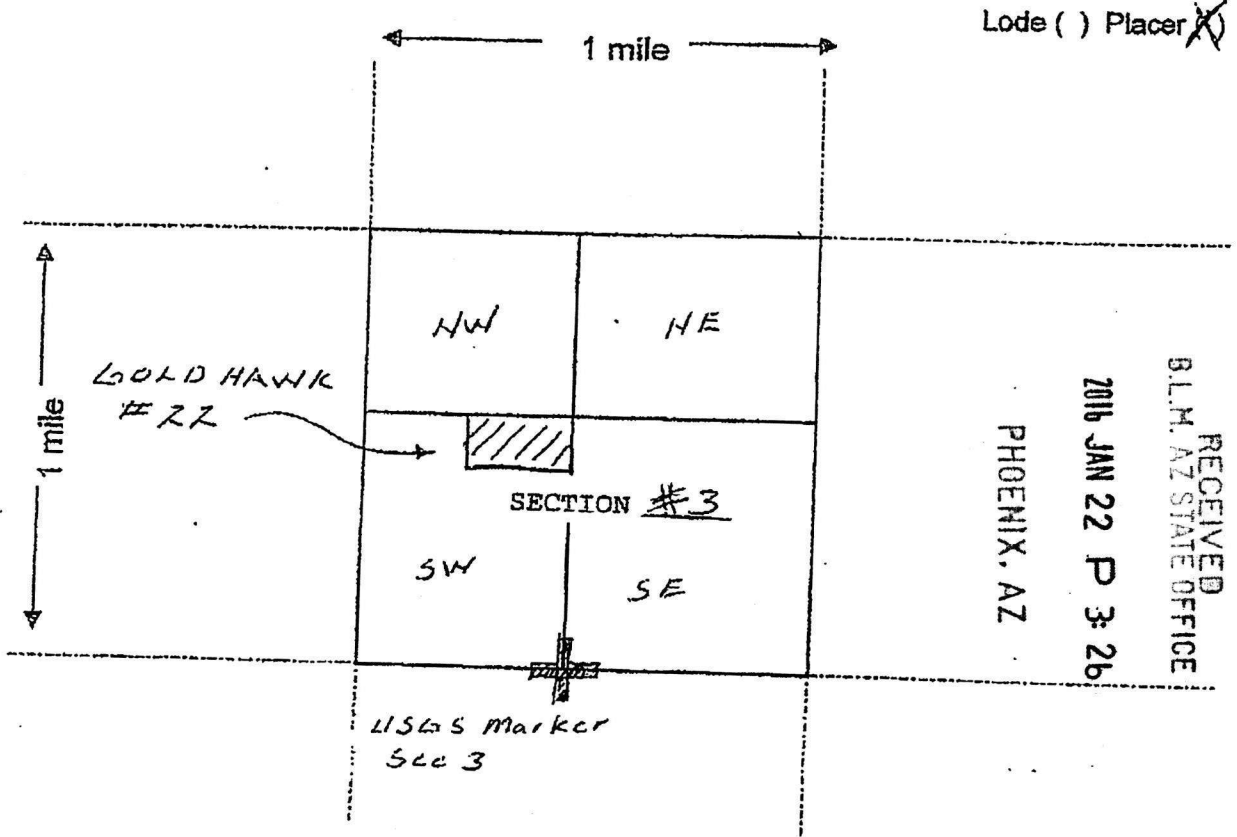 Lode ( ) Placer (X)
1 mile
1 mile
NW
NE
GOLD HAWK
#22
SECTION #3
SW
SE
USGS Marker
Sec 3
RECEIVED
B.L.M. AZ STATE OFFICE
2016 JAN 22 P 3:26
PHOENIX, AZ